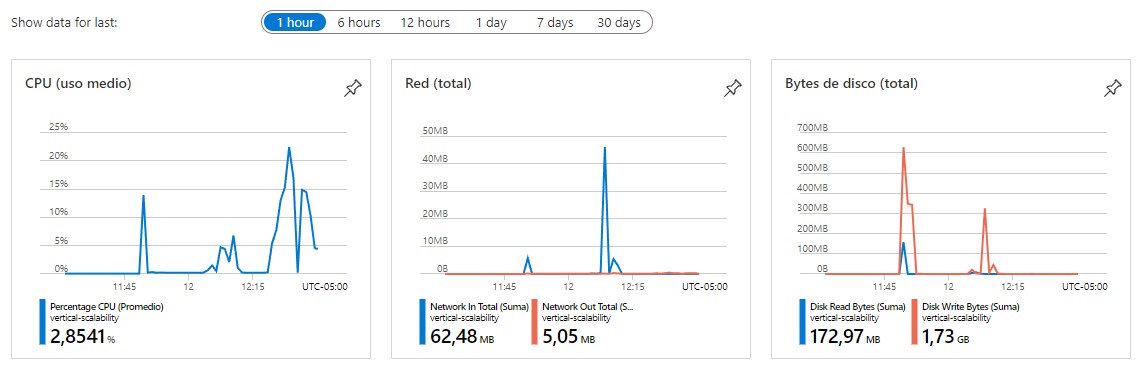 Show data for last:
1 hour 6 hours 12 hours 1 day 7 days 30 days
CPU (uso medio)
25%
20%
15%
10%
5%
0%
11:45 12 12:15 UTC-05:00
Percentage CPU (Promedio)
vertical-scalability
2,8541 %
Red (total)
50MB
40MB
30MB
20MB
10MB
0B
11:45 12 12:15 UTC-05:00
Network In Total (Suma)
vertical-scalability
62,48 MB
Network Out Total (S...
vertical-scalability
5,05 MB
Bytes de disco (total)
700MB
600MB
500MB
400MB
300MB
200MB
100MB
0B
11:45 12 12:15 UTC-05:00
Disk Read Bytes (Suma)
vertical-scalability
172,97 MB
Disk Write Bytes (Suma)
vertical-scalability
1,73 GB